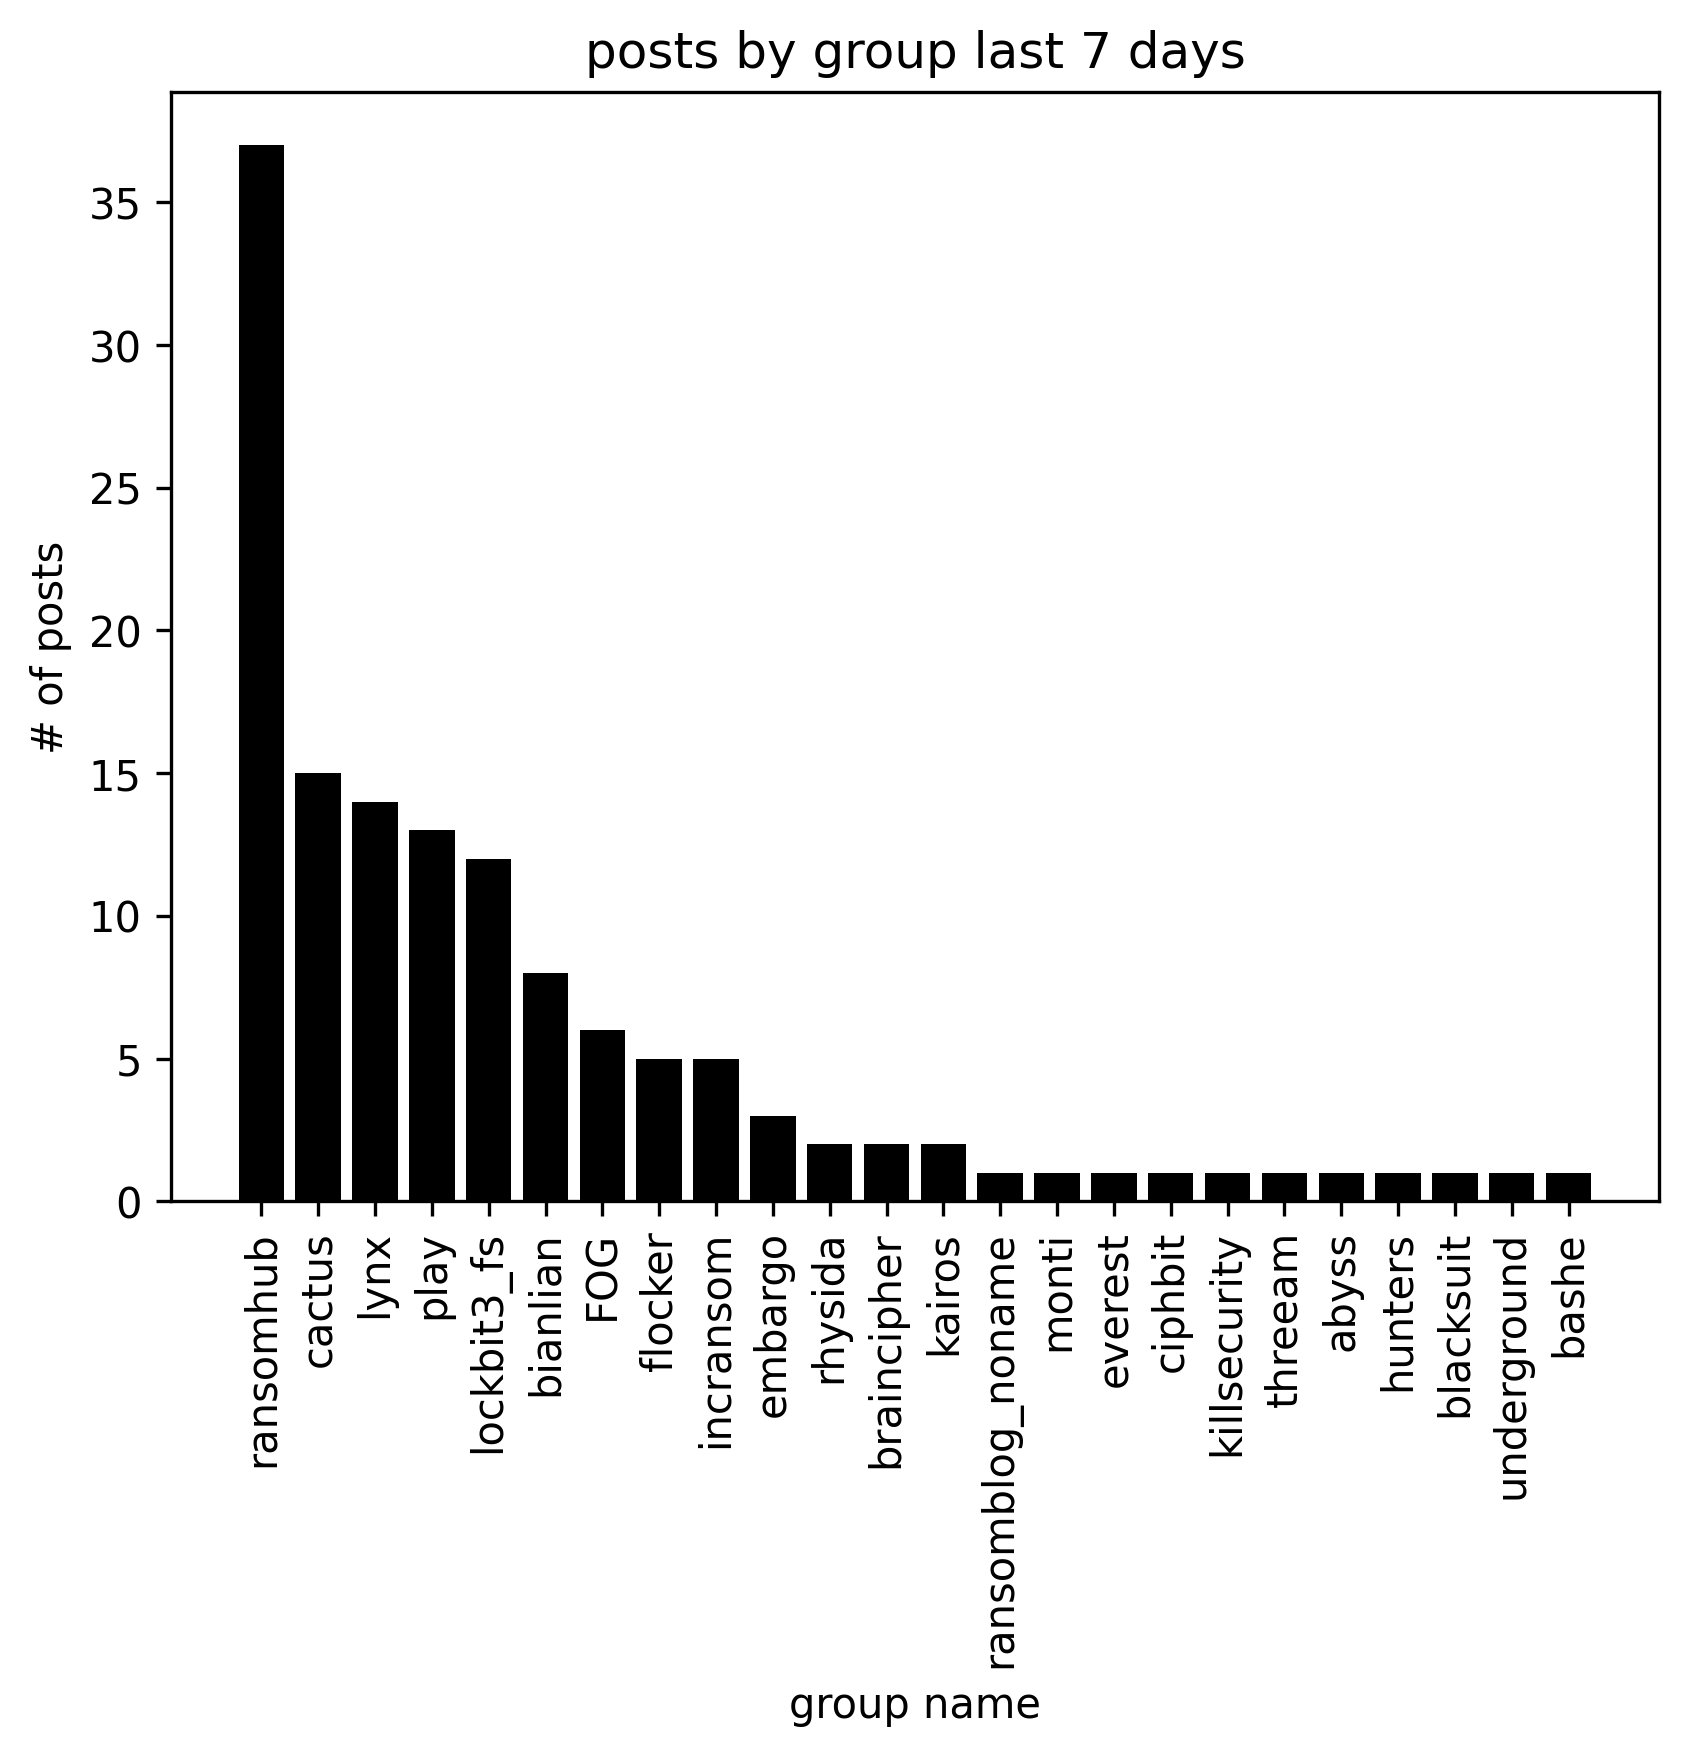 posts by group last 7 days
# of posts
35
30
25
20
15
10
5
0
ransomhub
cactus
lynx
play
lockbit3_fs
bianlian
FOG
flocker
incransom
embargo
rhysida
braincipher
kairos
ransomblog_noname
monti
everest
ciphbit
killsecurity
threeam
abyss
hunters
blacksuit
underground
bashe
group name